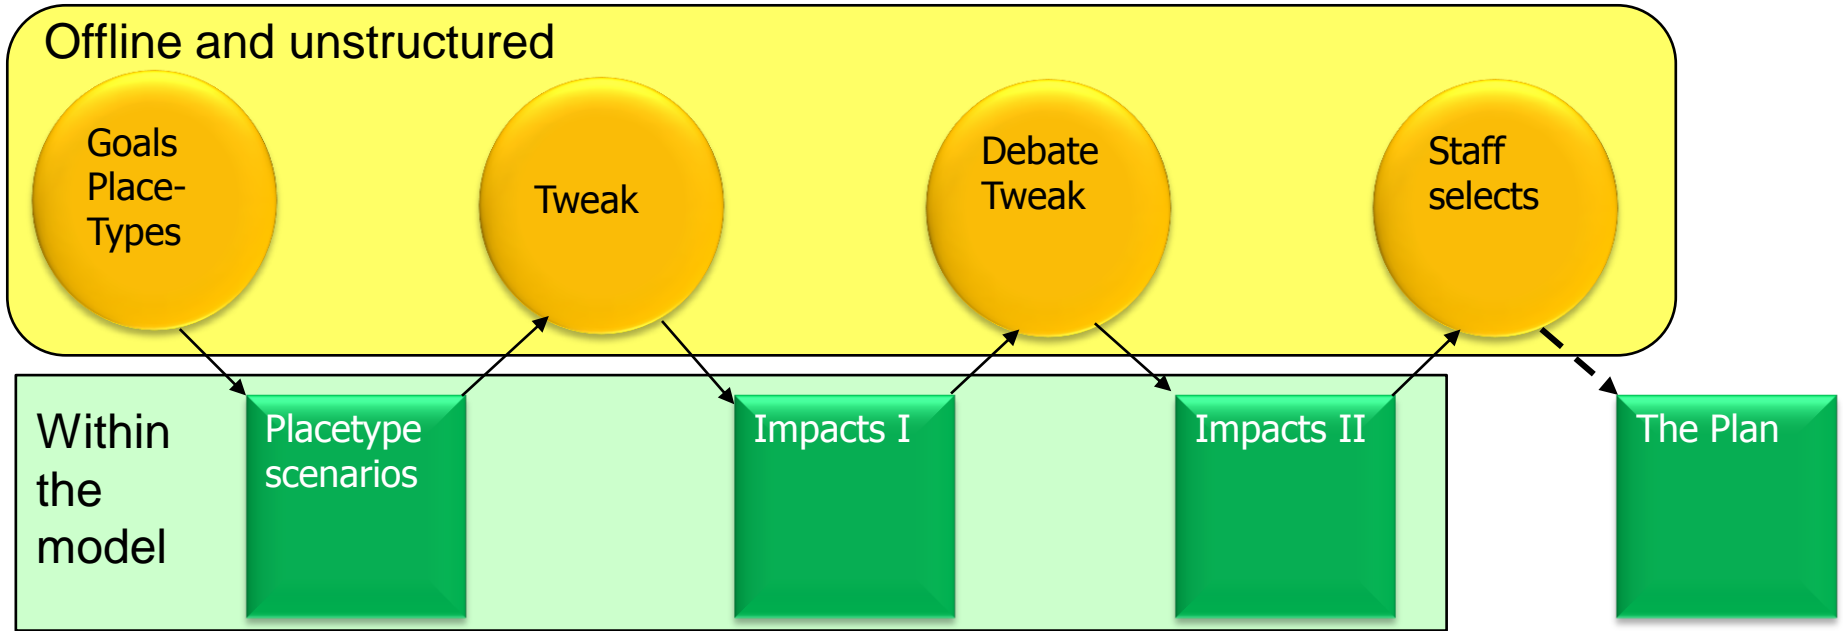 Offline and unstructured
Goals
Place-
Types
Tweak
Debate
Tweak
Staff
selects
Within
the
model
Placetype
scenarios
Impacts I
Impacts II
The Plan